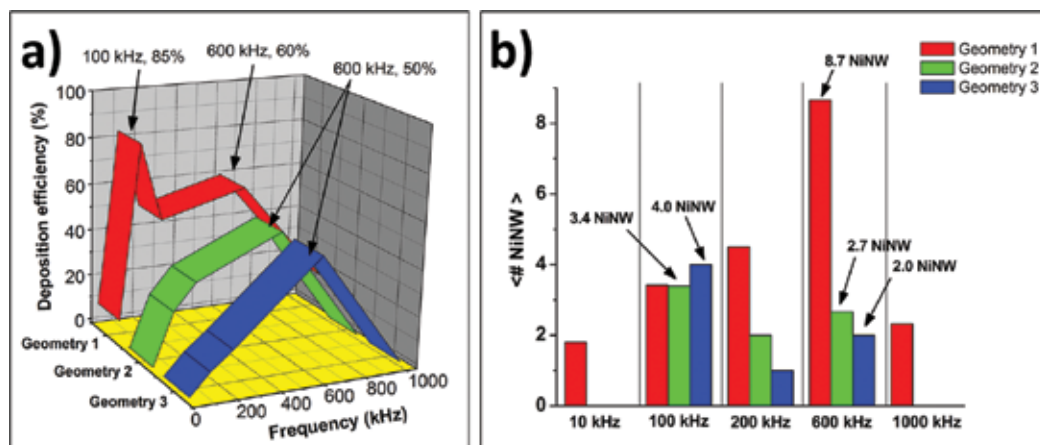 a)
100 kHz, 85%
600 kHz, 60%
600 kHz, 50%
Deposition efficiency (%)
100
80
60
40
20
0
Geometry 1
Geometry 2
Geometry 3
0
200
400
600
800
1000
Frequency (kHz)
b)
Geometry 1
Geometry 2
Geometry 3
8.7 NiNW
3.4 NiNW
4.0 NiNW
2.7 NiNW
2.0 NiNW
<# NiNW >
8
6
4
2
0
10 kHz 100 kHz 200 kHz 600 kHz 1000 kHz